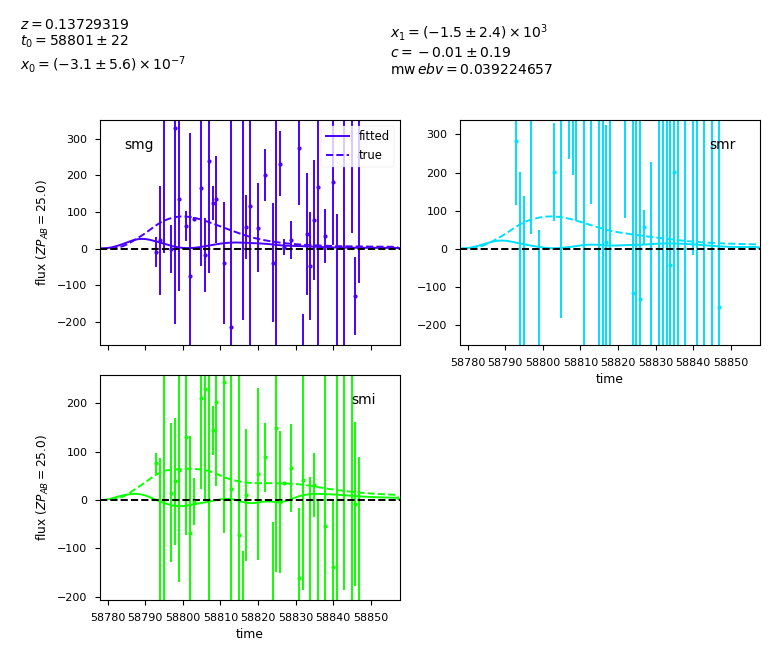 z = 0.13729319
t₀ = 58801 ± 22
x₀ = (−3.1 ± 5.6) × 10⁻⁷
x₁ = (−1.5 ± 2.4) × 10³
c = −0.01 ± 0.19
mw ebv = 0.039224657
smg
fitted
true
300
200
100
0
−100
−200
flux (ZP_AB = 25.0)
smr
300
200
100
0
−100
−200
58780 58790 58800 58810 58820 58830 58840 58850
time
smi
200
100
0
−100
−200
flux (ZP_AB = 25.0)
58780 58790 58800 58810 58820 58830 58840 58850
time